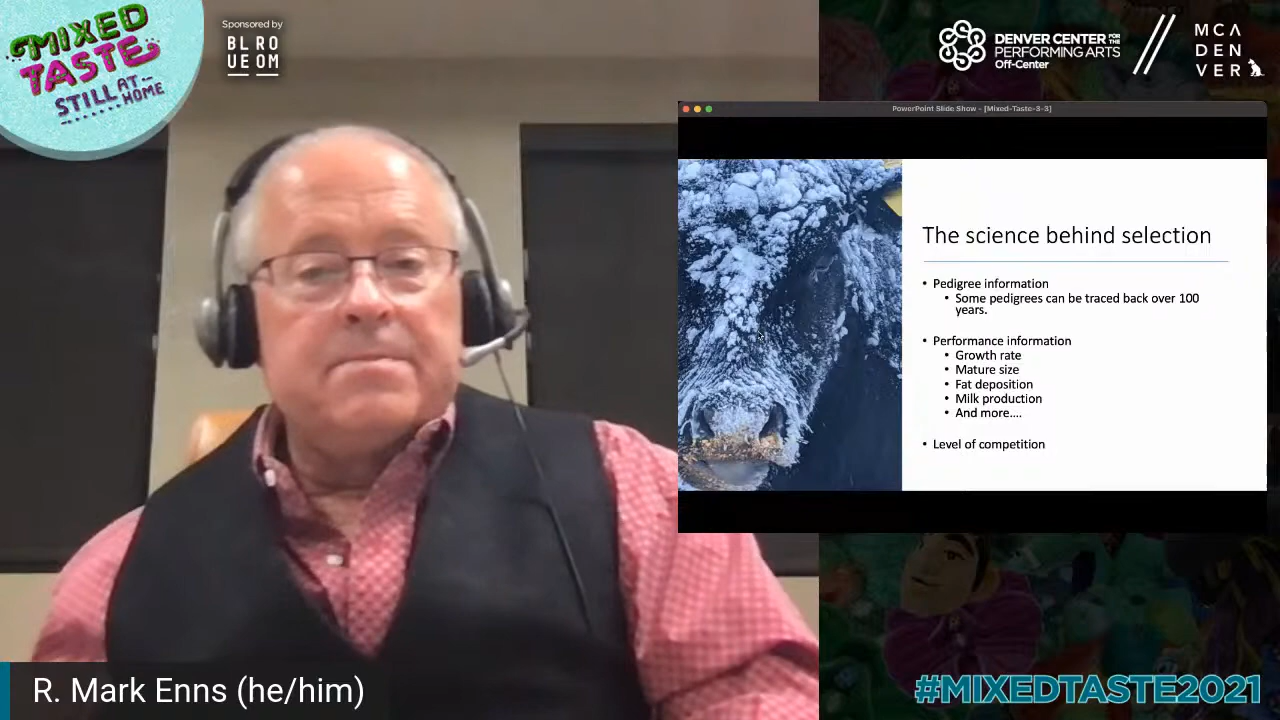 MIXED
TASTE
STILL AT
HOME
Sponsored by
BL RO
UE OM
DENVER CENTER FOR THE
PERFORMING ARTS
Off-Center
MCA
DEN
VER
PowerPoint Slide Show - [Mixed-Taste-3-3]
The science behind selection
• Pedigree information
• Some pedigrees can be traced back over 100
years.
• Performance information
• Growth rate
• Mature size
• Fat deposition
• Milk production
• And more....
• Level of competition
R. Mark Enns (he/him)
#MIXEDTASTE2021